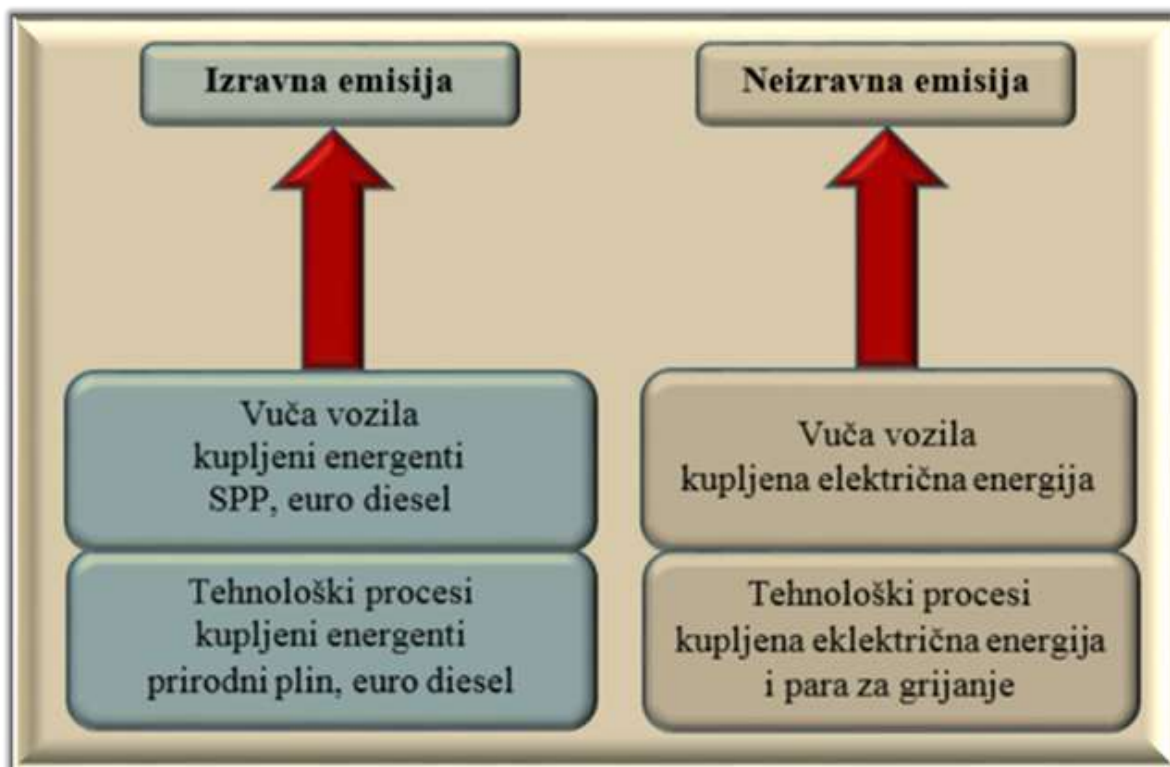 Izravna emisija
Vuča vozila
kupljeni energenti
SPP, euro diesel
Tehnološki procesi
kupljeni energenti
prirodni plin, euro diesel
Neizravna emisija
Vuča vozila
kupljena električna energija
Tehnološki procesi
kupljena eklektrična energija
i para za grijanje